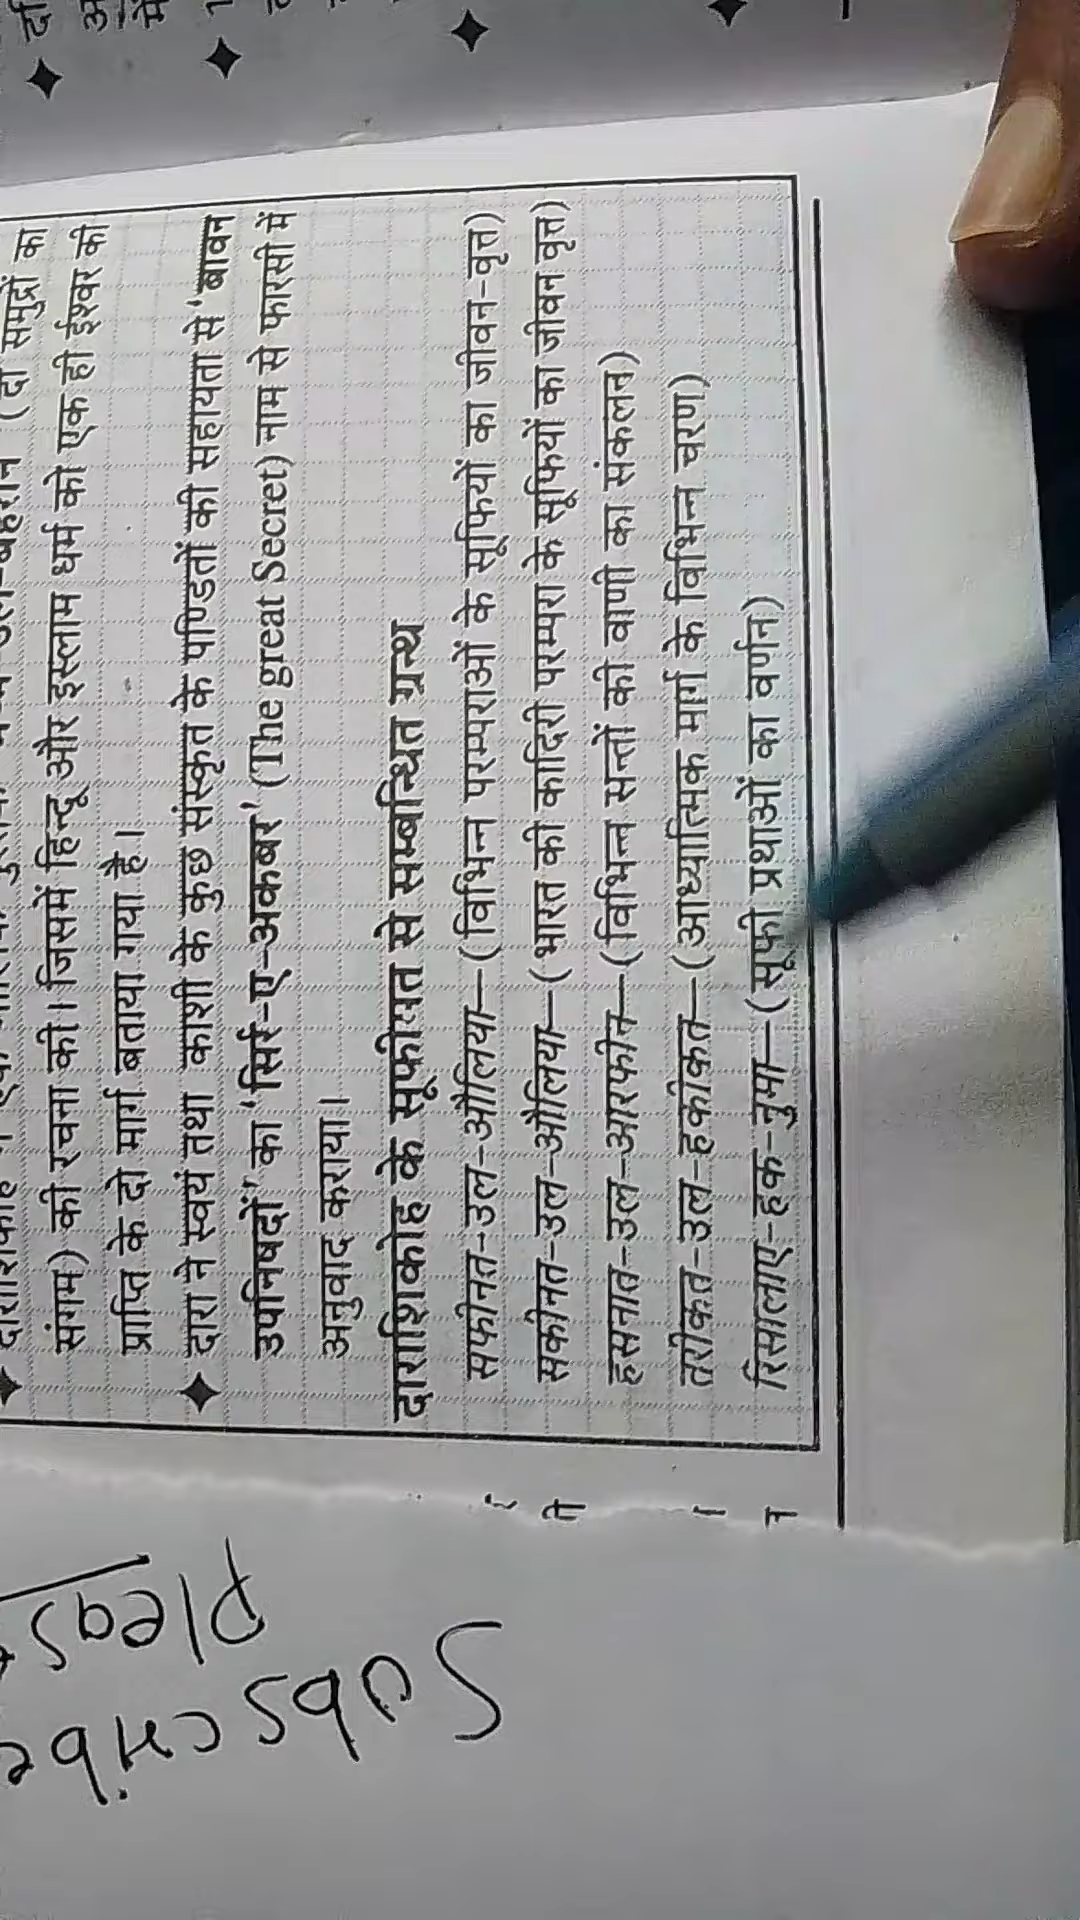 संगम) की रचना की। जिसमें हिन्दू और इस्लाम धर्म को एक ही ईश्वर की
प्राप्ति के दो मार्ग बताया गया है।
दारा ने स्वयं तथा काशी के कुछ संस्कृत के पण्डितों की सहायता से 'बावन
उपनिषदों' का 'सिर्र-ए-अकबर' (The great Secret) नाम से फारसी में
अनुवाद कराया।
दाराशिकोह के सूफीयत से सम्बन्धित ग्रन्थ
सफीनत-उल-औलिया—(विभिन्न परम्पराओं के सूफियों का जीवन-वृत्त)
सकीनत-उल-औलिया—(भारत की कादिरी परम्परा के सूफियों का जीवन वृत्त)
हसनात-उल-आरफीन—(विभिन्न सन्तों की वाणी का संकलन)
तरीकत-उल-हकीकत—(आध्यात्मिक मार्ग के विभिन्न चरण)
रिसालाए-हक-नुमा—(सूफी प्रथाओं का वर्णन)
Subscribe